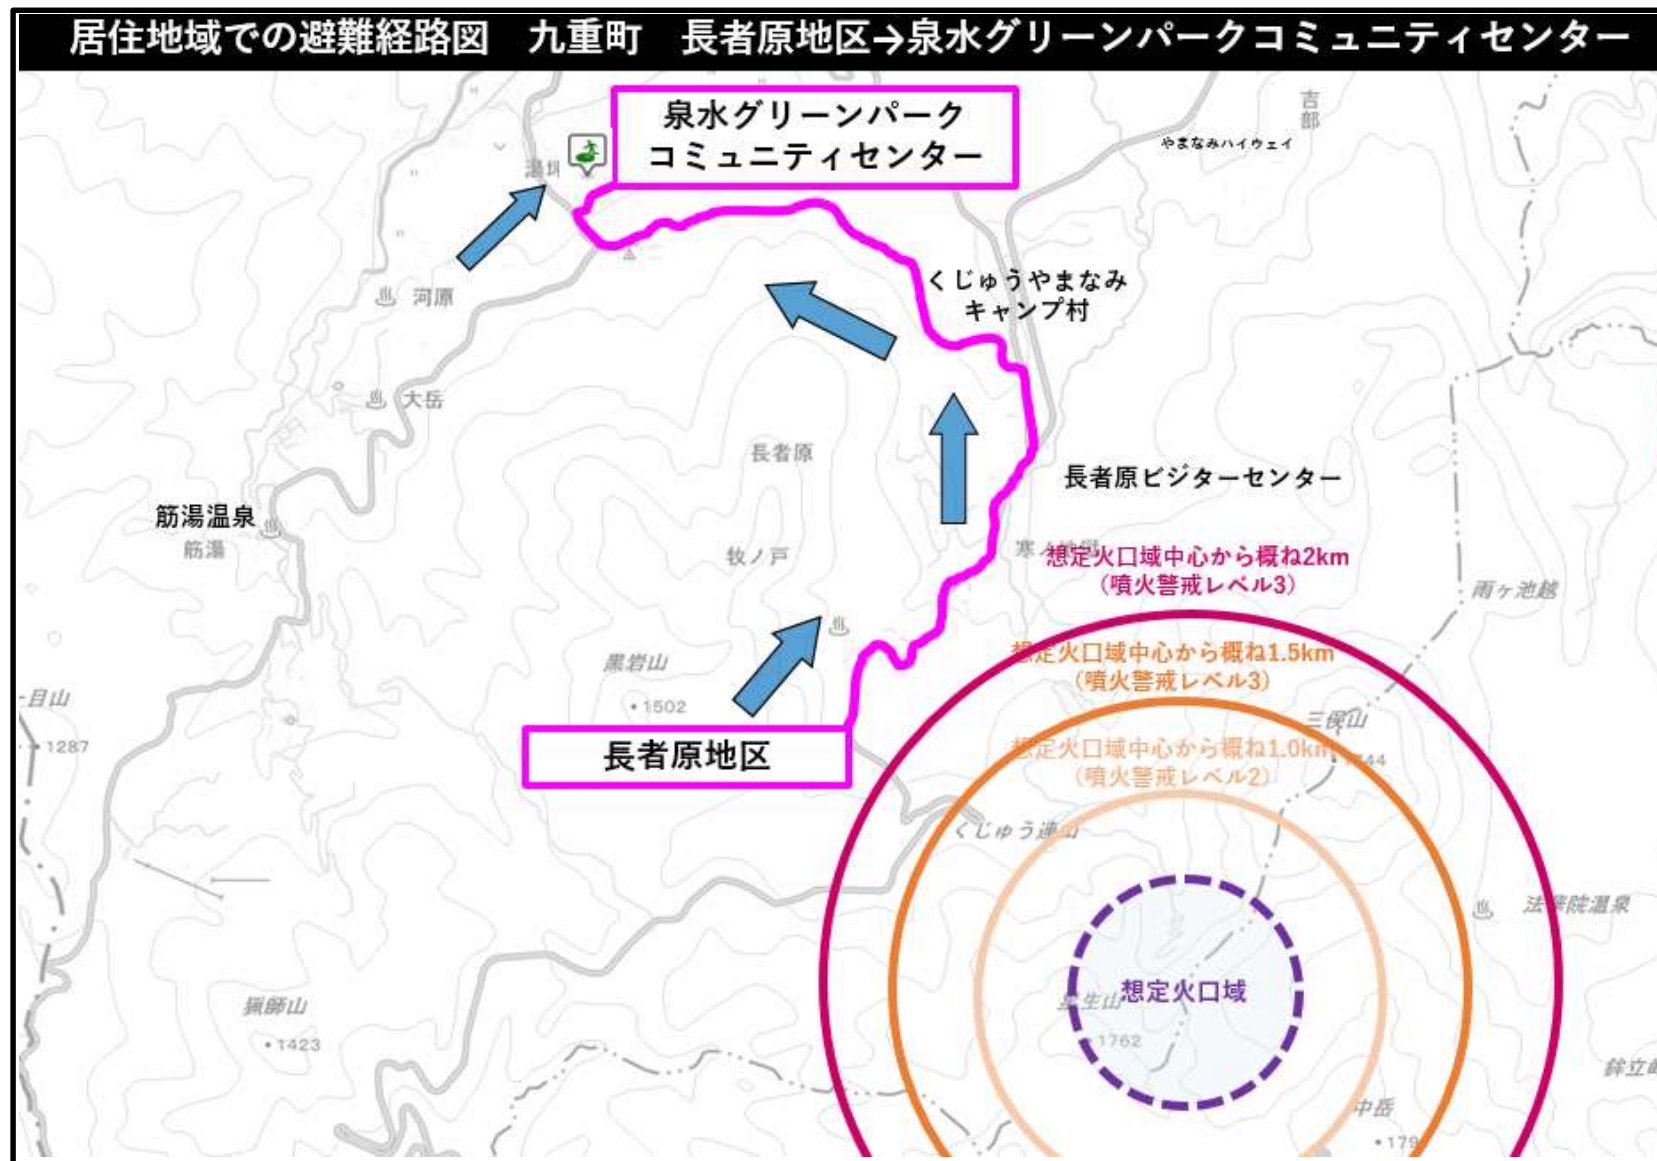 居住地域での避難経路図　九重町　長者原地区→泉水グリーンパークコミュニティセンター
泉水グリーンパーク
コミュニティセンター
吉部
やまなみハイウェイ
河原
くじゅうやまなみ
キャンプ村
大岳
長者原
長者原ビジターセンター
筋湯温泉
筋湯
牧ノ戸
想定火口域中心から概ね2km
（噴火警戒レベル3）
雨ヶ池越
想定火口域中心から概ね1.5km
（噴火警戒レベル3）
黒岩山
・1502
三俣山
・1287
長者原地区
想定火口域中心から概ね1.0km
（噴火警戒レベル2）
くじゅう連山
法華院温泉
想定火口域
猟師山
・1423
・1762
中岳